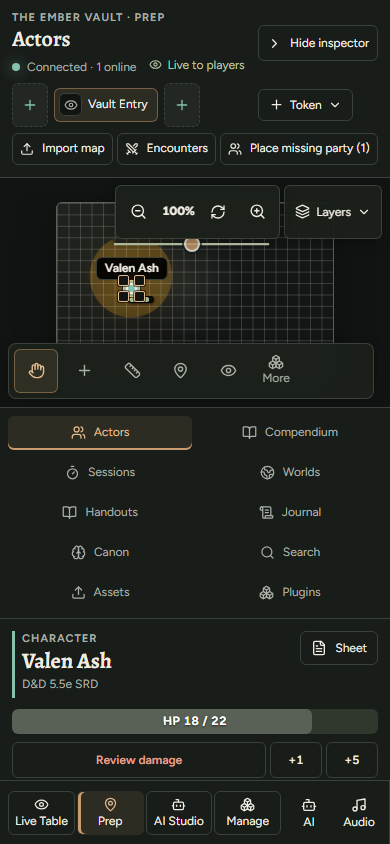 THE EMBER VAULT · PREP
Actors
Hide inspector
Connected · 1 online
Live to players
Vault Entry
Token
Import map
Encounters
Place missing party (1)
100%
Layers
Valen Ash
More
Actors
Compendium
Sessions
Worlds
Handouts
Journal
Canon
Search
Assets
Plugins
CHARACTER
Valen Ash
Sheet
D&D 5.5e SRD
HP 18 / 22
Review damage
+1
+5
Live Table
Prep
AI Studio
Manage
AI
Audio